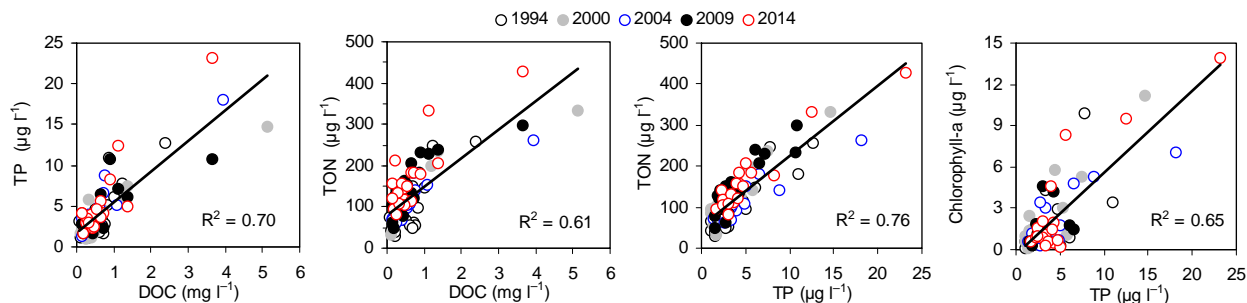 1994 2000 2004 2009 2014
TP (µg l⁻¹)
25
20
15
10
5
0
R² = 0.70
0 1 2 3 4 5 6
DOC (mg l⁻¹)
TON (µg l⁻¹)
500
400
300
200
100
0
R² = 0.61
0 1 2 3 4 5 6
DOC (mg l⁻¹)
TON (µg l⁻¹)
500
400
300
200
100
0
R² = 0.76
0 5 10 15 20 25
TP (µg l⁻¹)
Chlorophyll-a (µg l⁻¹)
15
12
9
6
3
0
R² = 0.65
0 5 10 15 20 25
TP (µg l⁻¹)